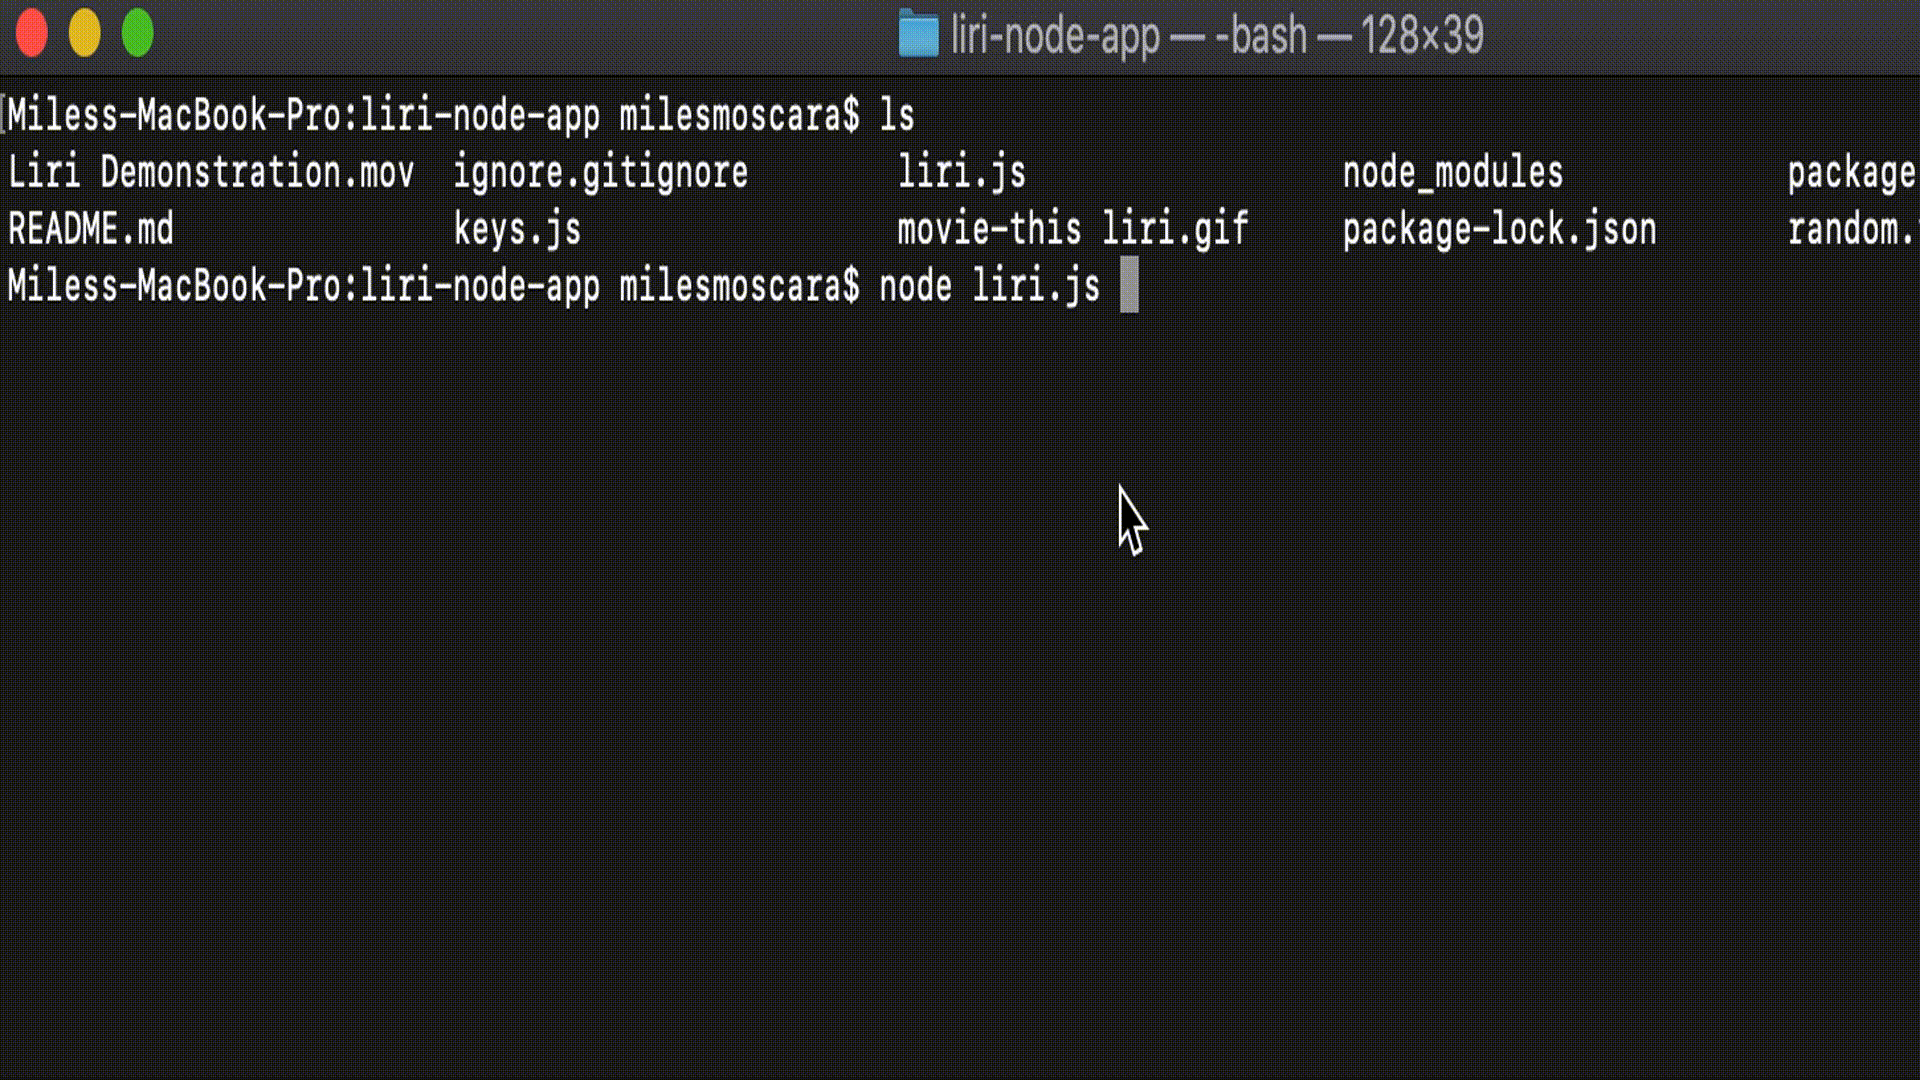 liri-node-app — -bash — 128×39
[Miless-MacBook-Pro:liri-node-app milesmoscara$ ls
Liri Demonstration.mov ignore.gitignore liri.js node_modules package
README.md keys.js movie-this liri.gif package-lock.json random.
Miless-MacBook-Pro:liri-node-app milesmoscara$ node liri.js